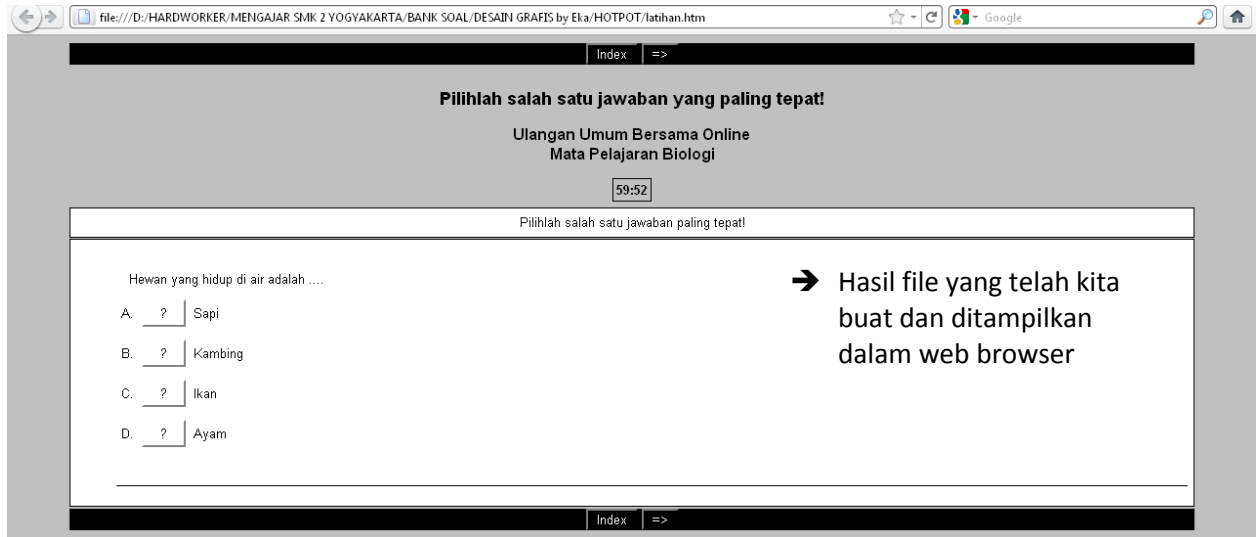 file:///D:/HARDWORKER/MENGAJAR SMK 2 YOGYAKARTA/BANK SOAL/DESAIN GRAFIS by Eka/HOTPOT/latihan.htm
Google
Index =>
Pilihlah salah satu jawaban yang paling tepat!
Ulangan Umum Bersama Online
Mata Pelajaran Biologi
59:52
Pilihlah salah satu jawaban paling tepat!
Hewan yang hidup di air adalah ....
A. ? Sapi
B. ? Kambing
C. ? Ikan
D. ? Ayam
➔ Hasil file yang telah kita
buat dan ditampilkan
dalam web browser
Index =>